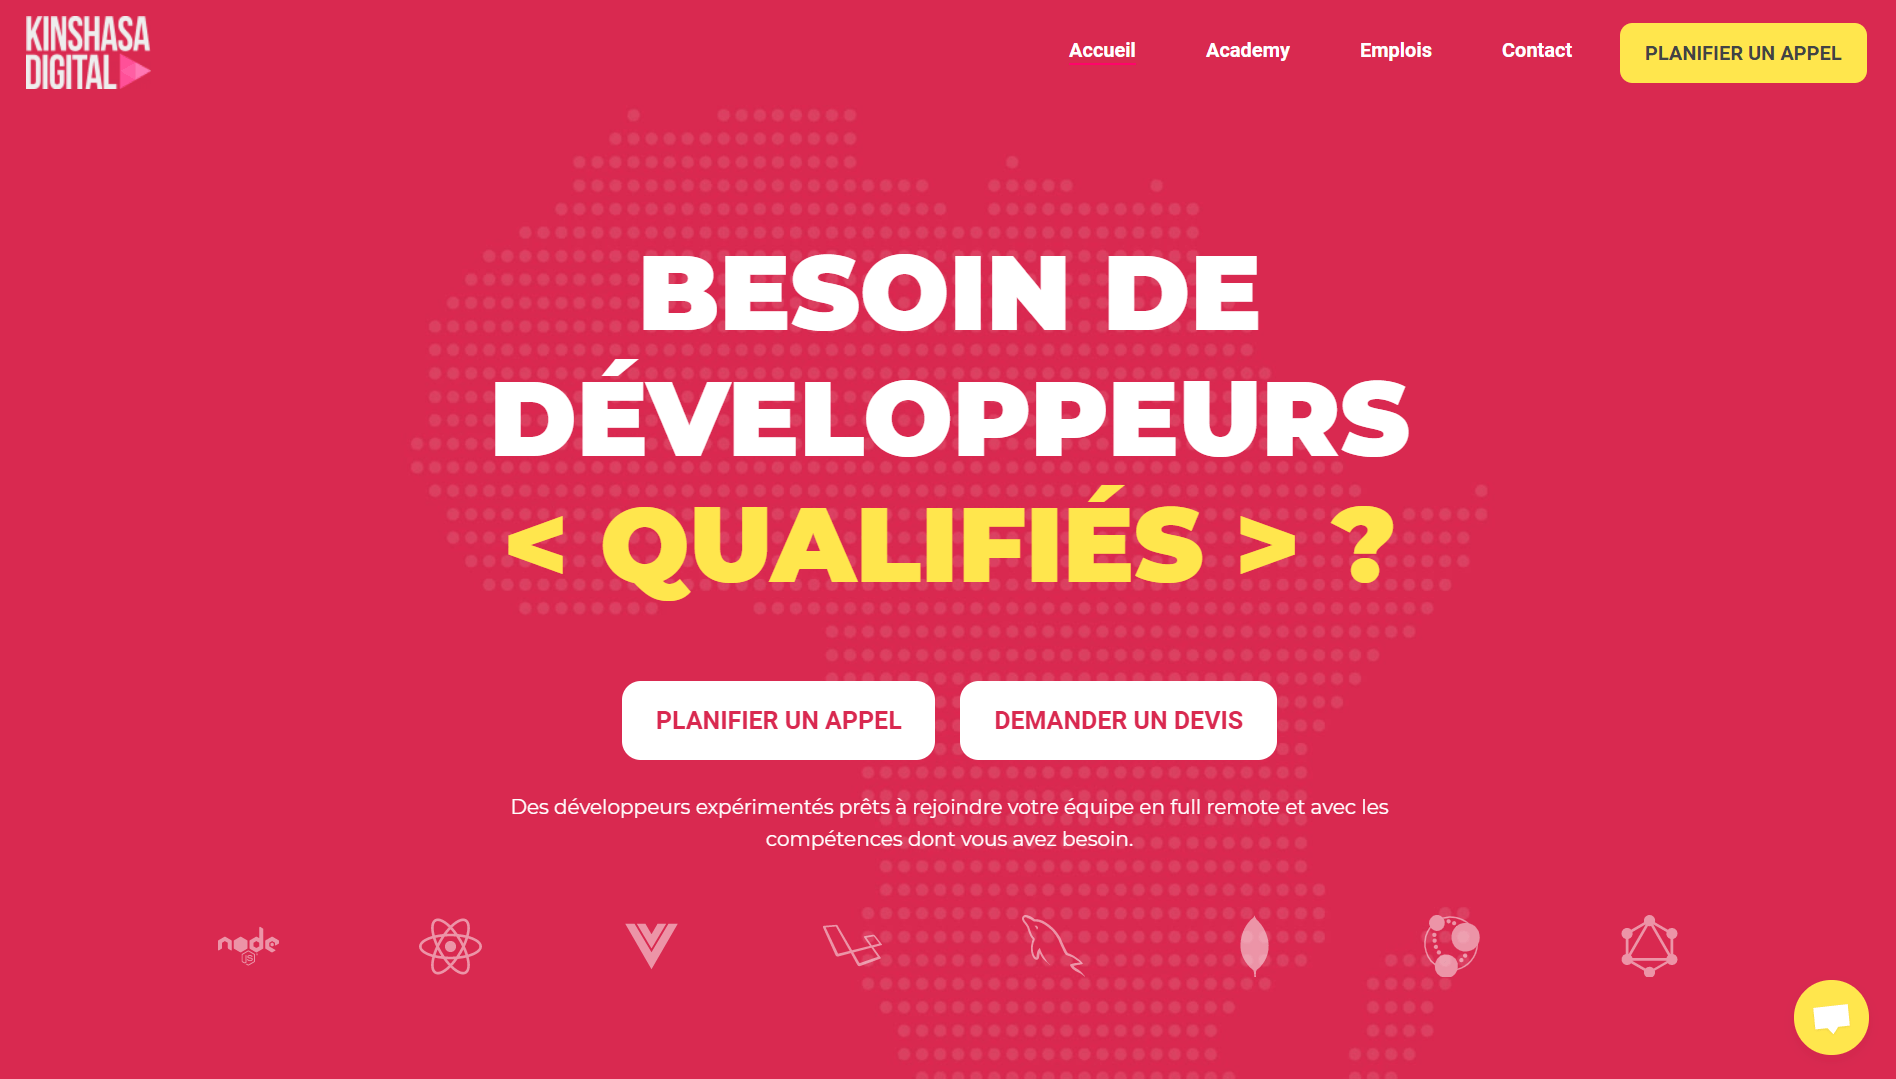 KINSHASA
DIGITAL
Accueil
Academy
Emplois
Contact
PLANIFIER UN APPEL
BESOIN DE
DÉVELOPPEURS
< QUALIFIÉS > ?
PLANIFIER UN APPEL
DEMANDER UN DEVIS
Des développeurs expérimentés prêts à rejoindre votre équipe en full remote et avec les
compétences dont vous avez besoin.
node
JS